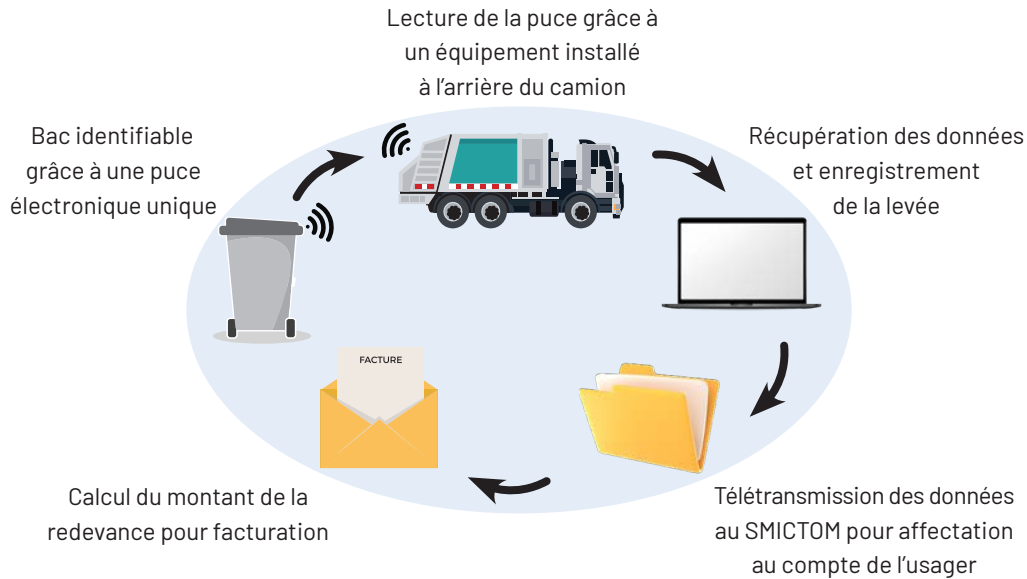 Lecture de la puce grâce à
un équipement installé
à l'arrière du camion
Bac identifiable
grâce à une puce
électronique unique
Récupération des données
et enregistrement
de la levée
FACTURE
Calcul du montant de la
redevance pour facturation
Télétransmission des données
au SMICTOM pour affectation
au compte de l'usager